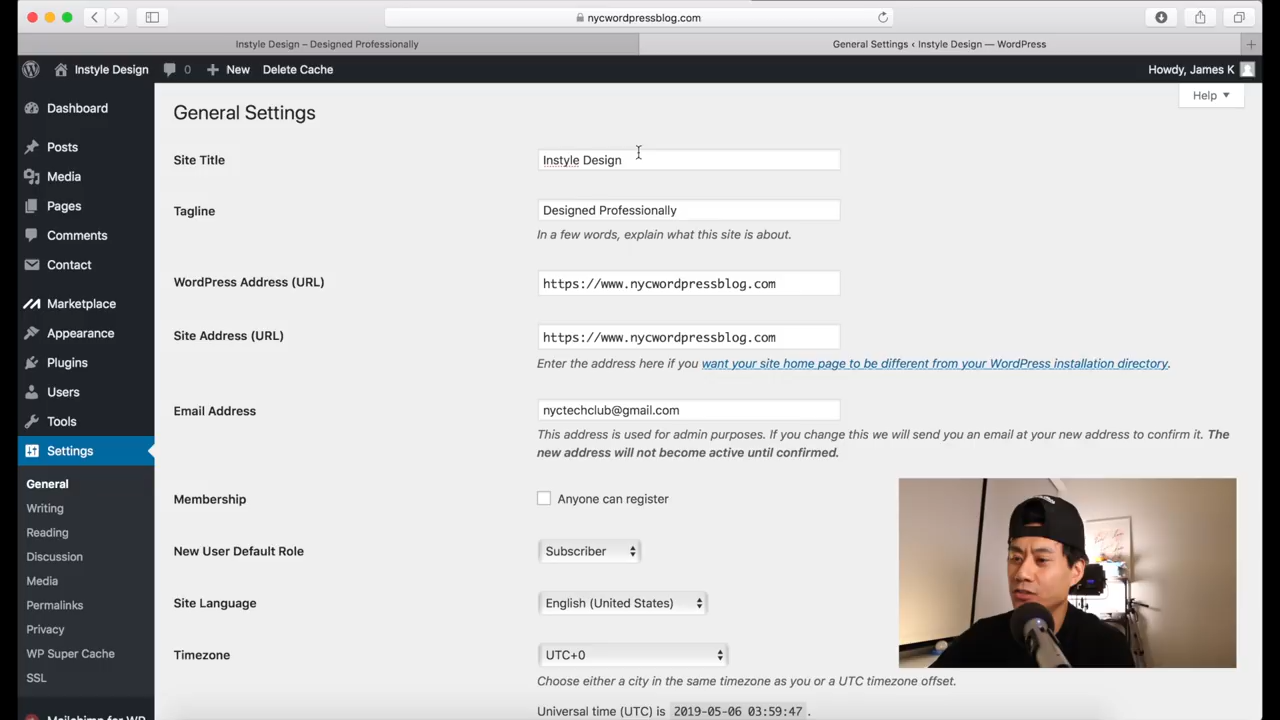 nycwordpressblog.com
Instyle Design – Designed Professionally
General Settings ‹ Instyle Design — WordPress
Instyle Design
0
New
Delete Cache
Howdy, James K
Help
Dashboard
Posts
Media
Pages
Comments
Contact
Marketplace
Appearance
Plugins
Users
Tools
Settings
General
Writing
Reading
Discussion
Media
Permalinks
Privacy
WP Super Cache
SSL
Mailchimp for WP
General Settings
Site Title
Instyle Design
Tagline
Designed Professionally
In a few words, explain what this site is about.
WordPress Address (URL)
https://www.nycwordpressblog.com
Site Address (URL)
https://www.nycwordpressblog.com
Enter the address here if you want your site home page to be different from your WordPress installation directory.
Email Address
nyctechclub@gmail.com
This address is used for admin purposes. If you change this we will send you an email at your new address to confirm it. The
new address will not become active until confirmed.
Membership
Anyone can register
New User Default Role
Subscriber
Site Language
English (United States)
Timezone
UTC+0
Choose either a city in the same timezone as you or a UTC timezone offset.
Universal time (UTC) is 2019-05-06 03:59:47 .